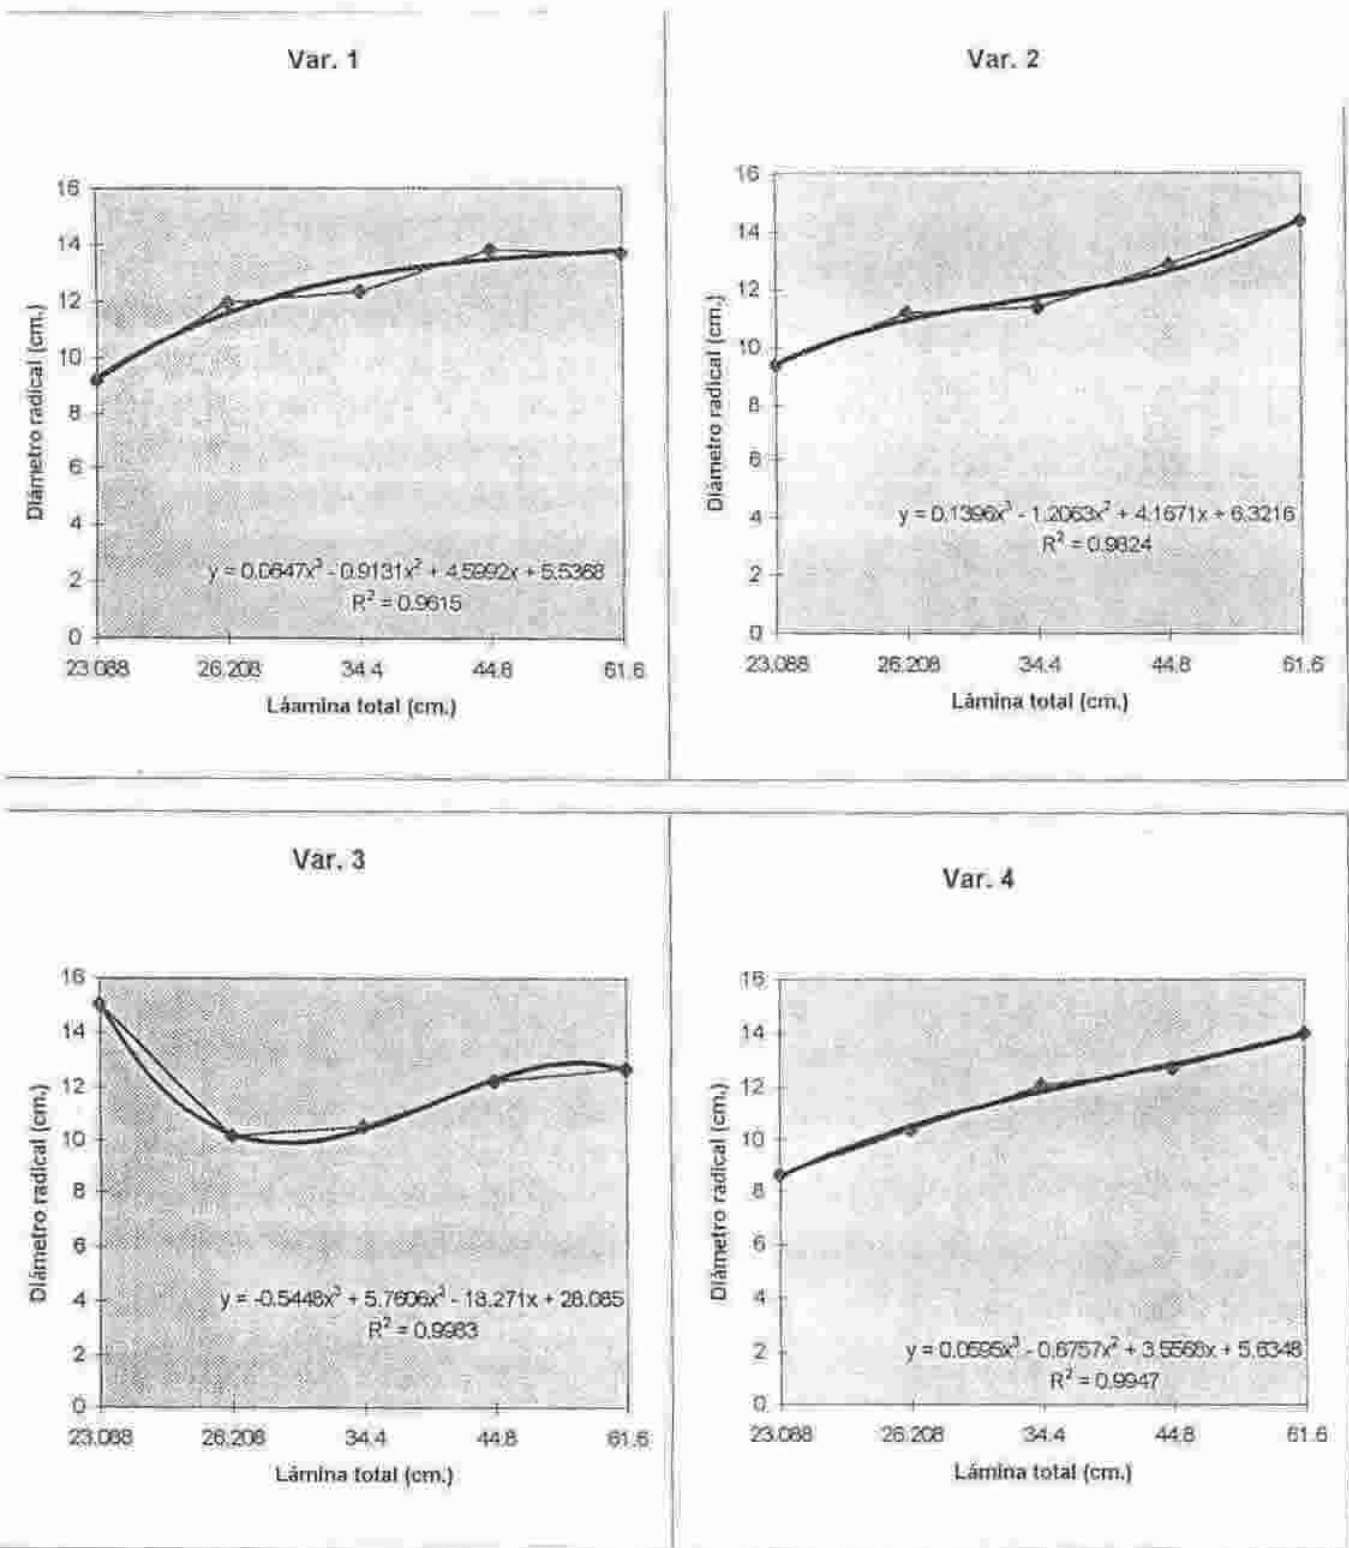 Var. 1
16
14
12
10
8
6
4
2
0
Diámetro radical (cm.)
y = 0.0647x³ - 0.9131x² + 4.5992x + 5.5368
R² = 0.9615
23.088 26.208 34.4 44.8 61.6
Láamina total (cm.)
Var. 2
16
14
12
10
8
6
4
2
0
Diámetro radical (cm.)
y = 0.1396x³ - 1.2063x² + 4.1671x + 6.3216
R² = 0.9824
23.088 26.208 34.4 44.8 61.6
Lámina total (cm.)
Var. 3
16
14
12
10
8
6
4
2
0
Diámetro radical (cm.)
y = -0.5448x³ + 5.7606x² - 18.271x + 28.085
R² = 0.9983
23.088 26.208 34.4 44.8 61.6
Lámina total (cm.)
Var. 4
16
14
12
10
8
6
4
2
0
Diámetro radical (cm.)
y = 0.0595x³ - 0.6757x² + 3.5568x + 5.6348
R² = 0.9947
23.088 26.208 34.4 44.8 61.6
Lámina total (cm.)